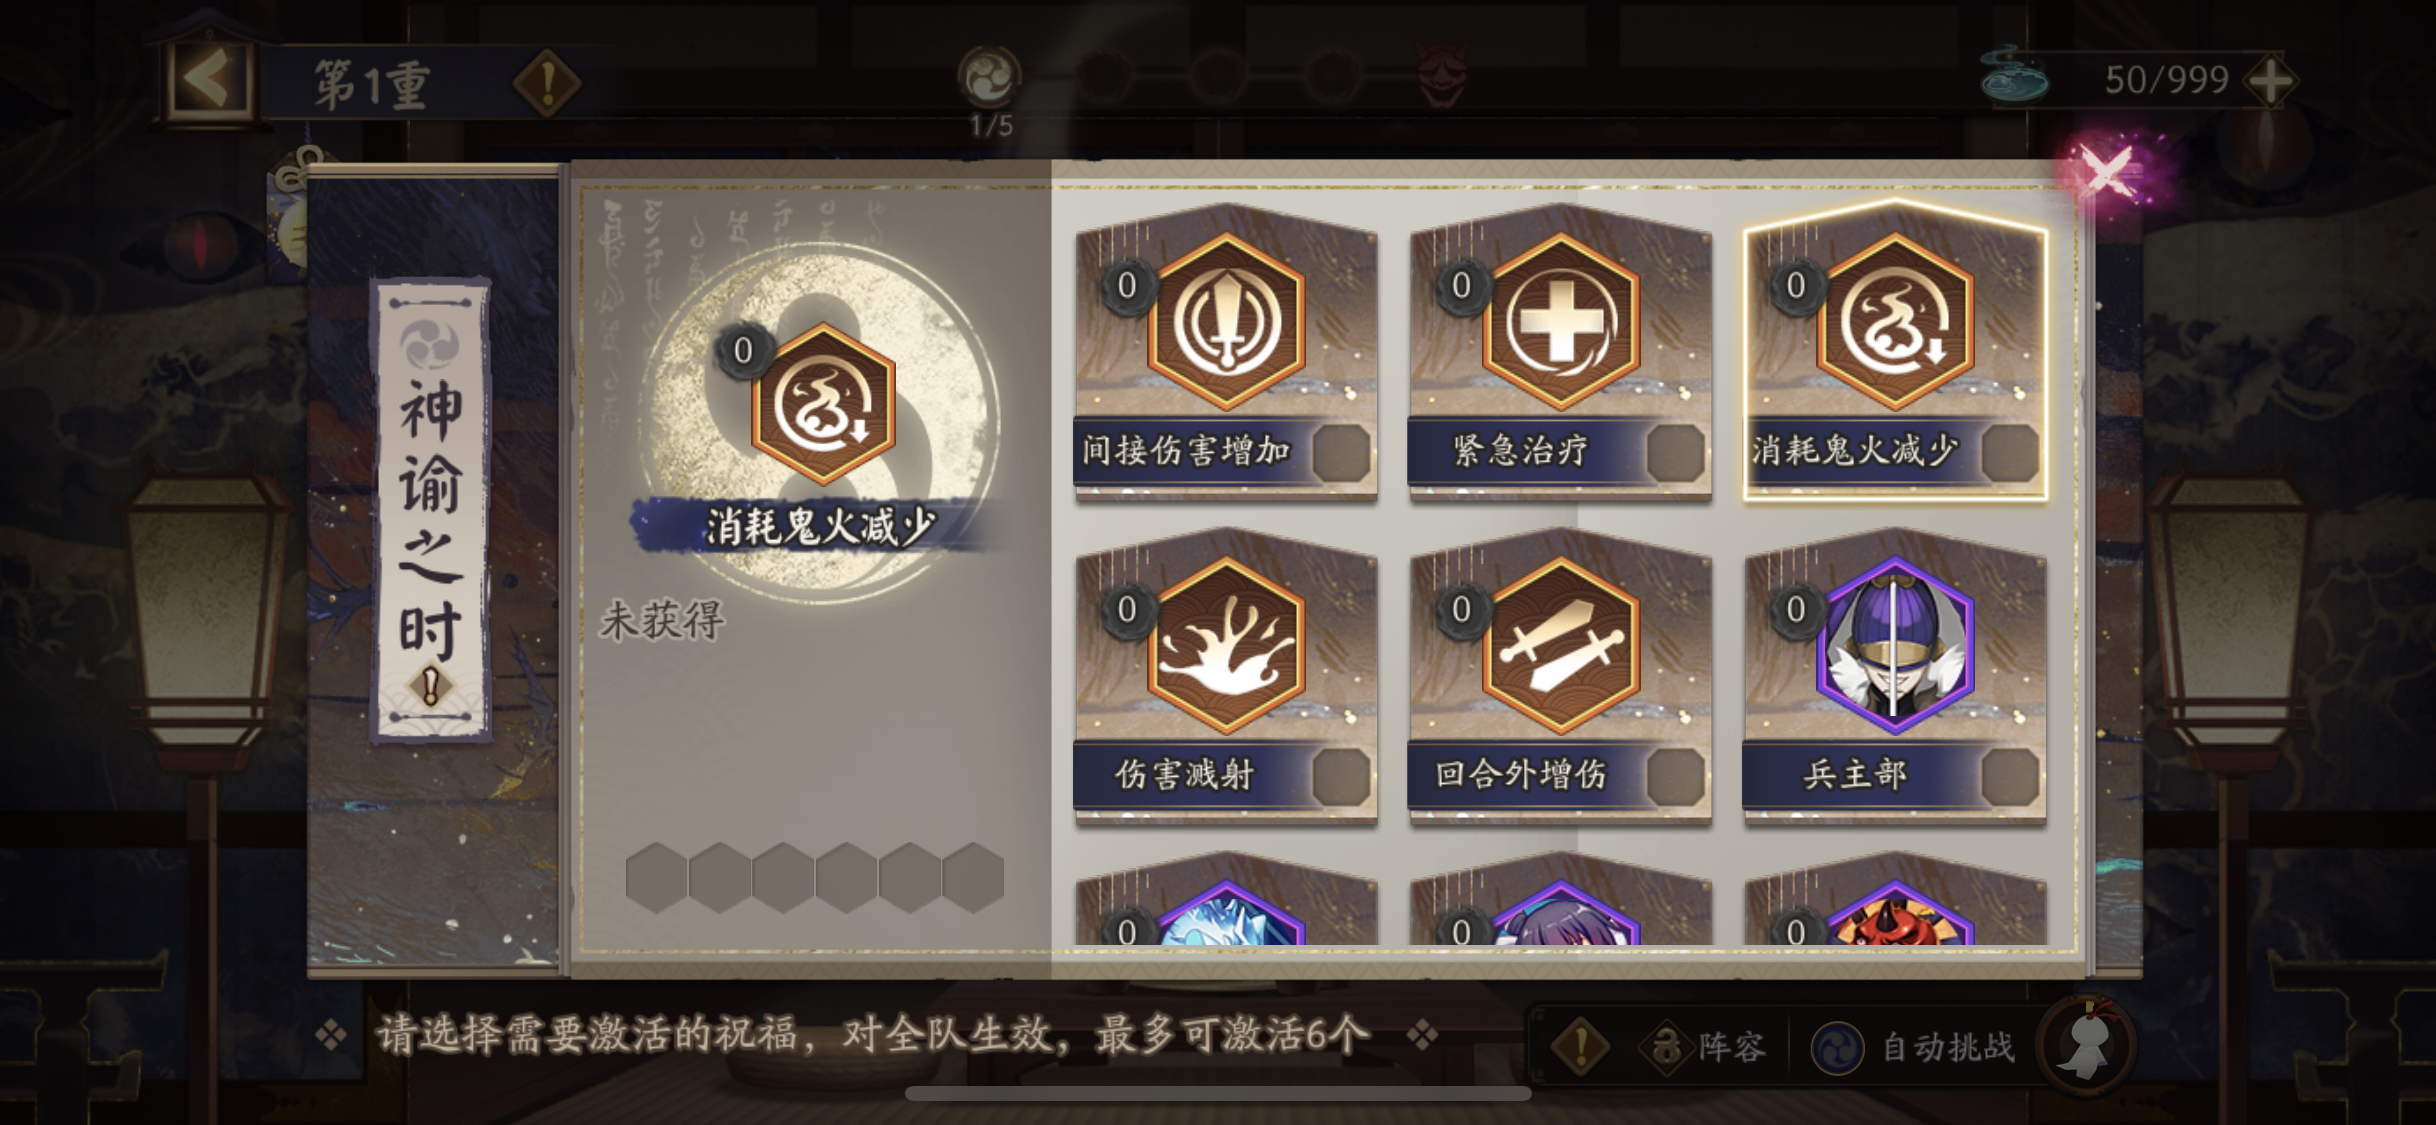 第1重
1/5
50/999
神谕之时
0
消耗鬼火减少
未获得
0
间接伤害增加
0
紧急治疗
0
消耗鬼火减少
0
伤害溅射
0
回合外增伤
0
兵主部
0
0
0
请选择需要激活的祝福，对全队生效，最多可激活6个
阵容
自动挑战